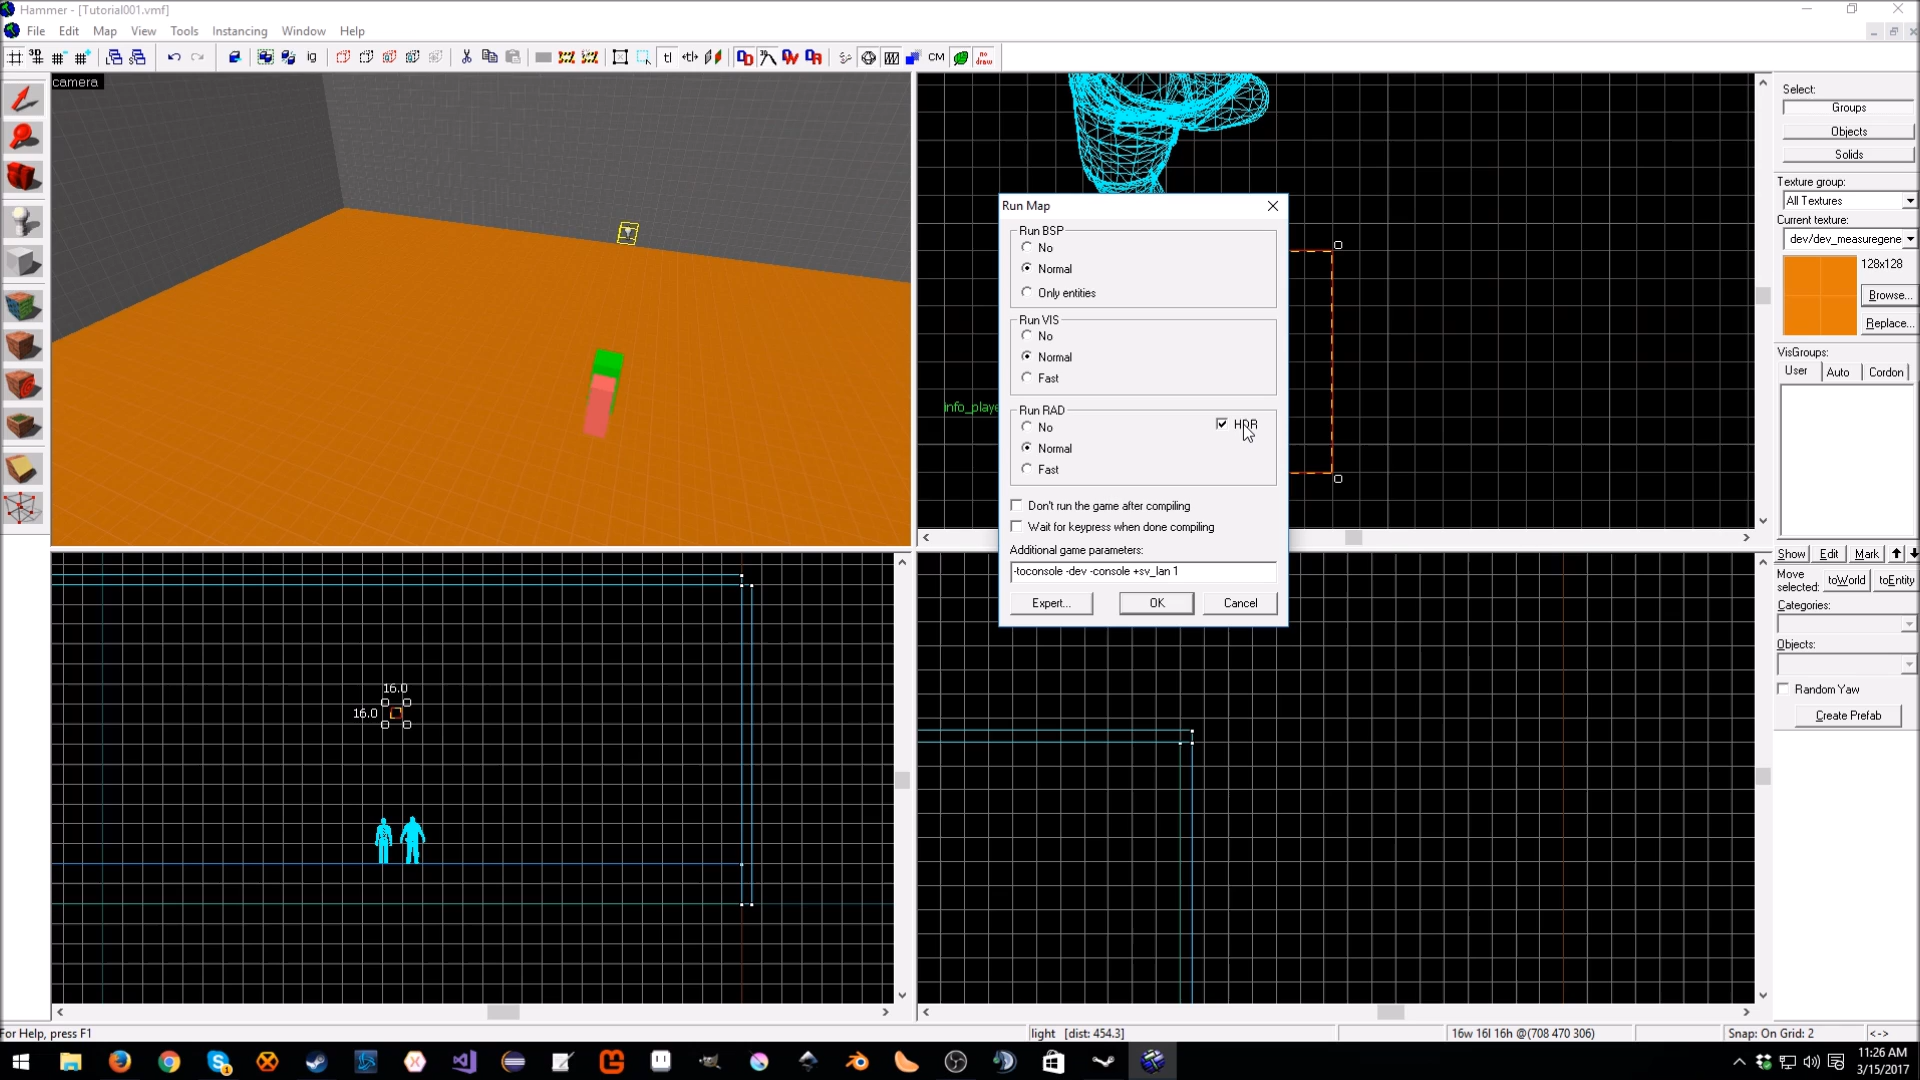 Hammer - [Tutorial001.vmf]
File Edit Map View Tools Instancing Window Help
3D
ig
tl
CM
no draw
camera
Select:
Groups
Objects
Solids
Texture group:
All Textures
Current texture:
dev/dev_measuregene
128x128
Browse...
Replace...
VisGroups:
User Auto Cordon
Show Edit Mark
Move selected: toWorld toEntity
Categories:
Objects:
Random Yaw
Create Prefab
info_playe
Run Map
Run BSP
No
Normal
Only entities
Run VIS
No
Normal
Fast
Run RAD
No
HDR
Normal
Fast
Don't run the game after compiling
Wait for keypress when done compiling
Additional game parameters:
-toconsole -dev -console +sv_lan 1
Expert... OK Cancel
16.0
16.0
For Help, press F1
light [dist: 454.3]
16w 16l 16h @(708 470 306)
Snap: On Grid: 2
<->
11:26 AM
3/15/2017